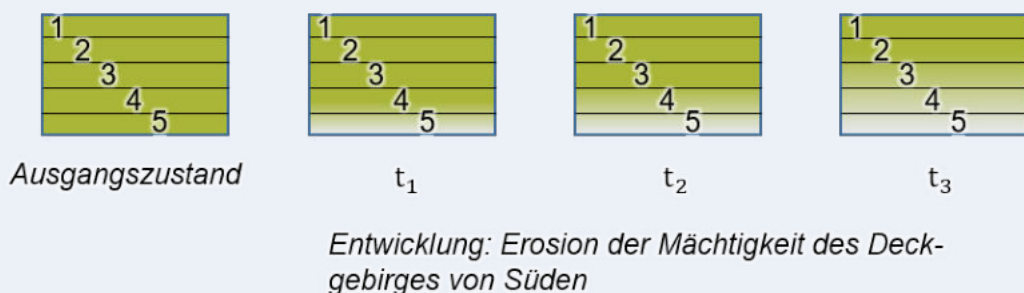 1 1 1 1
2 2 2 2
3 3 3 3
4 4 4 4
5 5 5 5
Ausgangszustand t₁ t₂ t₃
Entwicklung: Erosion der Mächtigkeit des Deck-
gebirges von Süden